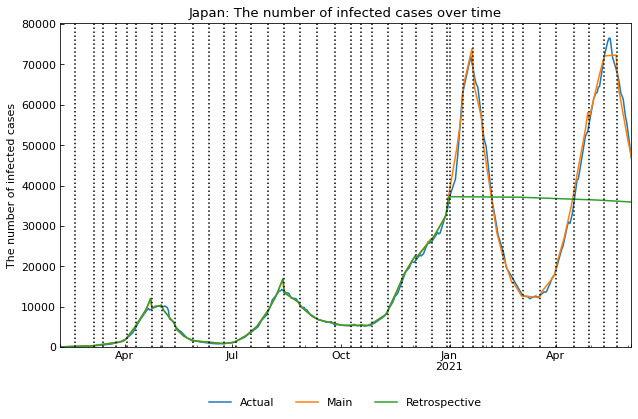 Japan: The number of infected cases over time
The number of infected cases
80000
70000
60000
50000
40000
30000
20000
10000
0
Apr
Jul
Oct
Jan
2021
Apr
Actual
Main
Retrospective